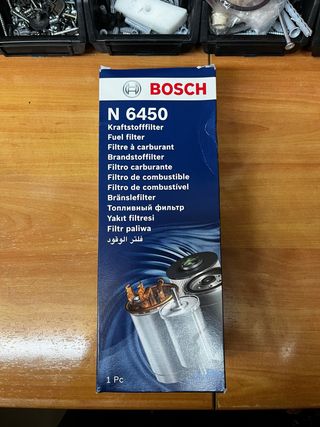 BOSCH
N 6450
Kraftstofffilter
Fuel filter
Filtre à carburant
Brandstoffilter
Filtro carburante
Filtro de combustible
Filtro de combustível
Bränslefilter
Топливный фильтр
Yakıt filtresi
Filtr paliwa
فلتر الوقود
1 Pc